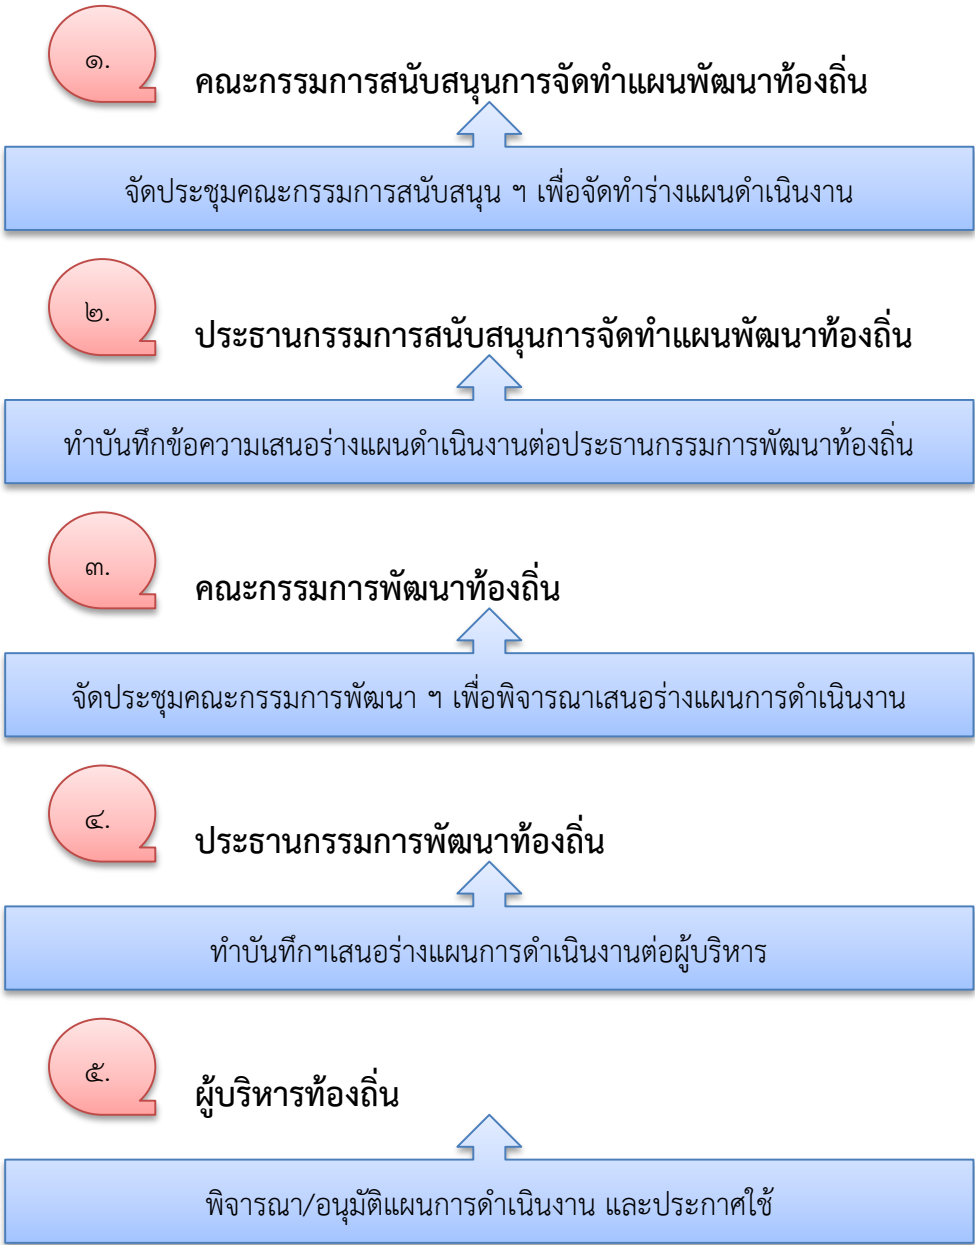 ๑.
คณะกรรมการสนับสนุนการจัดทำแผนพัฒนาท้องถิ่น
จัดประชุมคณะกรรมการสนับสนุน ฯ เพื่อจัดทำร่างแผนดำเนินงาน
๒.
ประธานกรรมการสนับสนุนการจัดทำแผนพัฒนาท้องถิ่น
ทำบันทึกข้อความเสนอร่างแผนดำเนินงานต่อประธานกรรมการพัฒนาท้องถิ่น
๓.
คณะกรรมการพัฒนาท้องถิ่น
จัดประชุมคณะกรรมการพัฒนา ฯ เพื่อพิจารณาเสนอร่างแผนการดำเนินงาน
๔.
ประธานกรรมการพัฒนาท้องถิ่น
ทำบันทึกฯเสนอร่างแผนการดำเนินงานต่อผู้บริหาร
๕.
ผู้บริหารท้องถิ่น
พิจารณา/อนุมัติแผนการดำเนินงาน และประกาศใช้